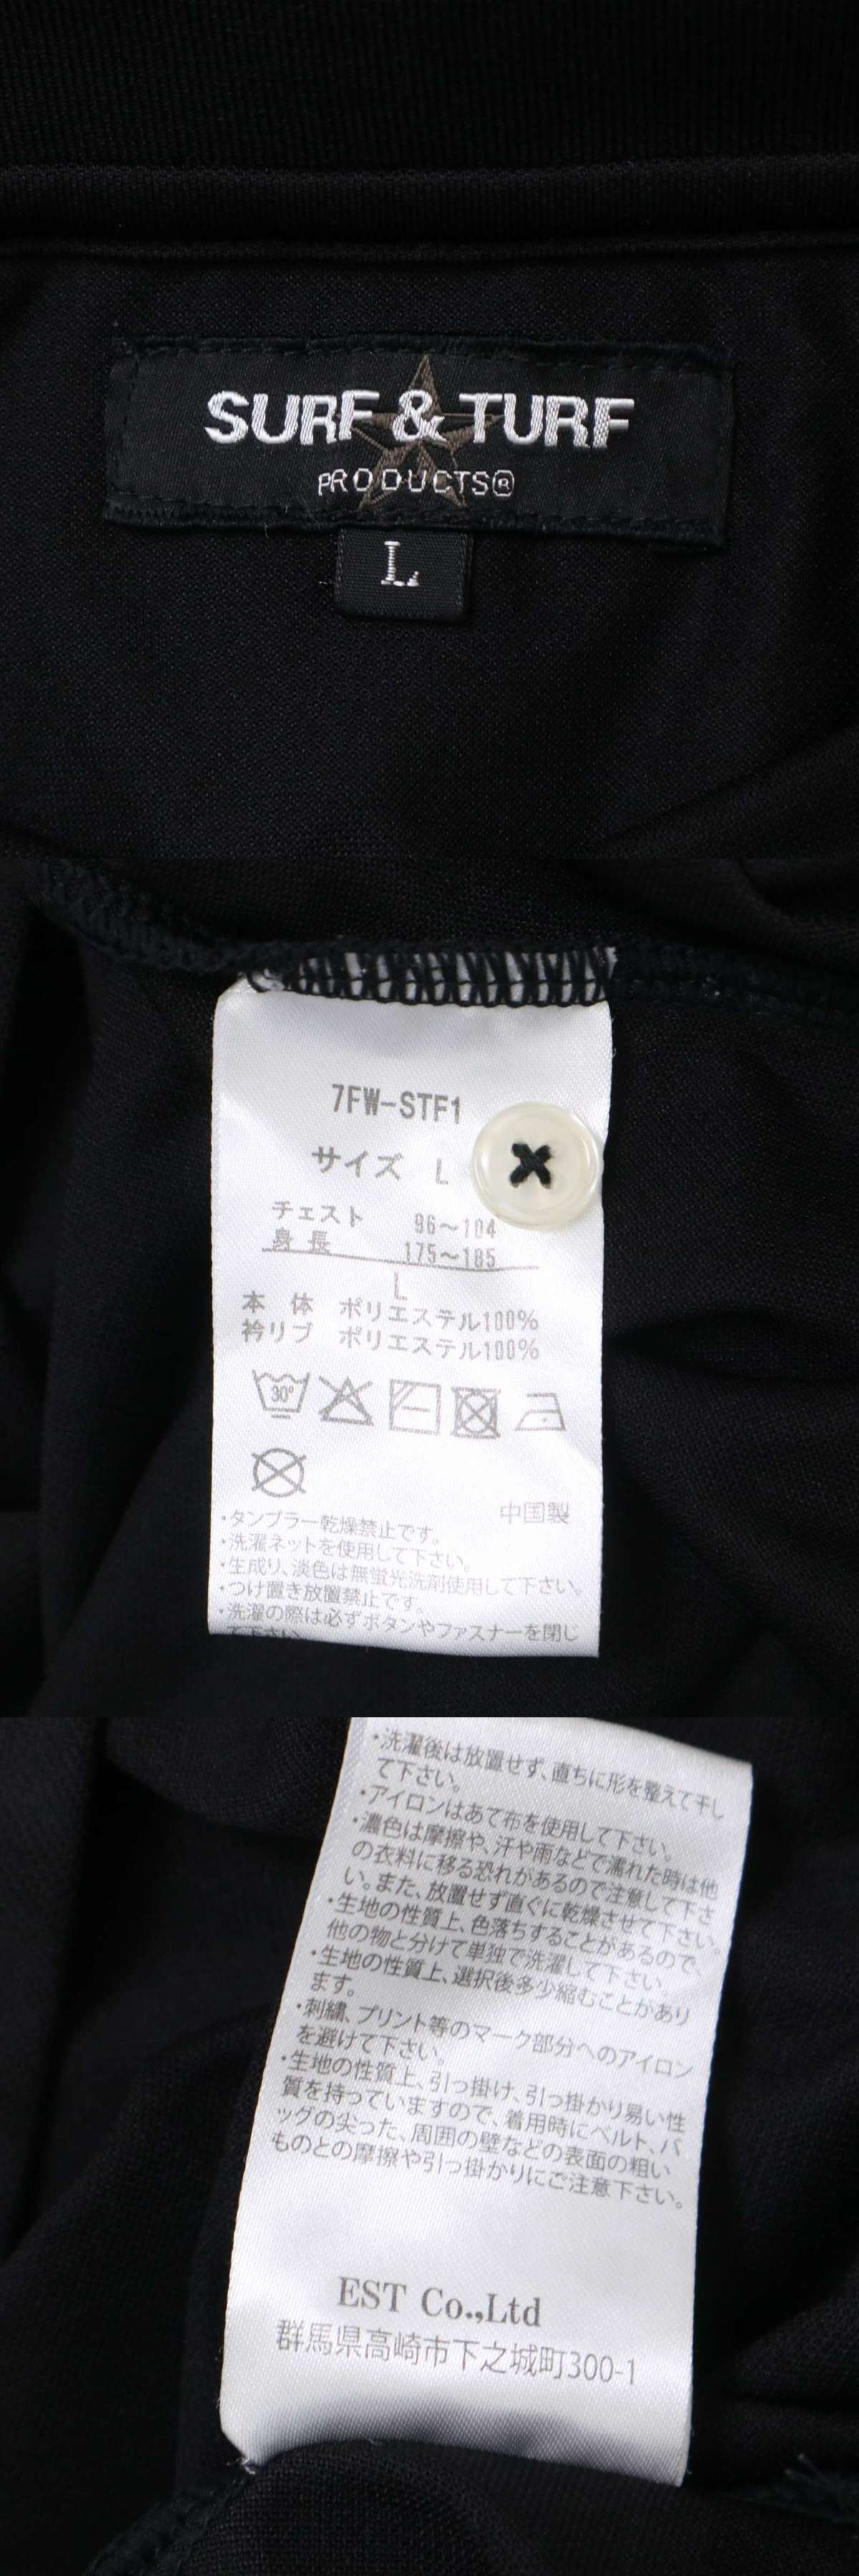 SURF & TURF
PRODUCTS®
L
7FW-STF1
サイズ L
チェスト 96～104
身長 175～185
L
本 体 ポリエステル100%
衿リブ ポリエステル100%
30°
中国製
・タンブラー乾燥禁止です。
・洗濯ネットを使用して下さい。
・生成り、淡色は無蛍光洗剤使用して下さい。
・つけ置き放置禁止です。
・洗濯の際は必ずボタンやファスナーを閉じ
て下さい。
・洗濯後は放置せず、直ちに形を整えて干し
て下さい。
・アイロンはあて布を使用して下さい。
・濃色は摩擦や、汗や雨などで濡れた時は他
の衣料に移る恐れがあるので注意して下さ
い。また、放置せず直ぐに乾燥させて下さい。
・生地の性質上、色落ちすることがあるので、
他の物と分けて単独で洗濯して下さい。
・生地の性質上、選択後多少縮むことがあり
ます。
・刺繍、プリント等のマーク部分へのアイロン
を避けて下さい。
・生地の性質上、引っ掛け、引っ掛かり易い性
質を持っていますので、着用時にベルト、バ
ッグの尖った、周囲の壁などの表面の粗い
ものとの摩擦や引っ掛かりにご注意下さい。
EST Co.,Ltd
群馬県高崎市下之城町300-1